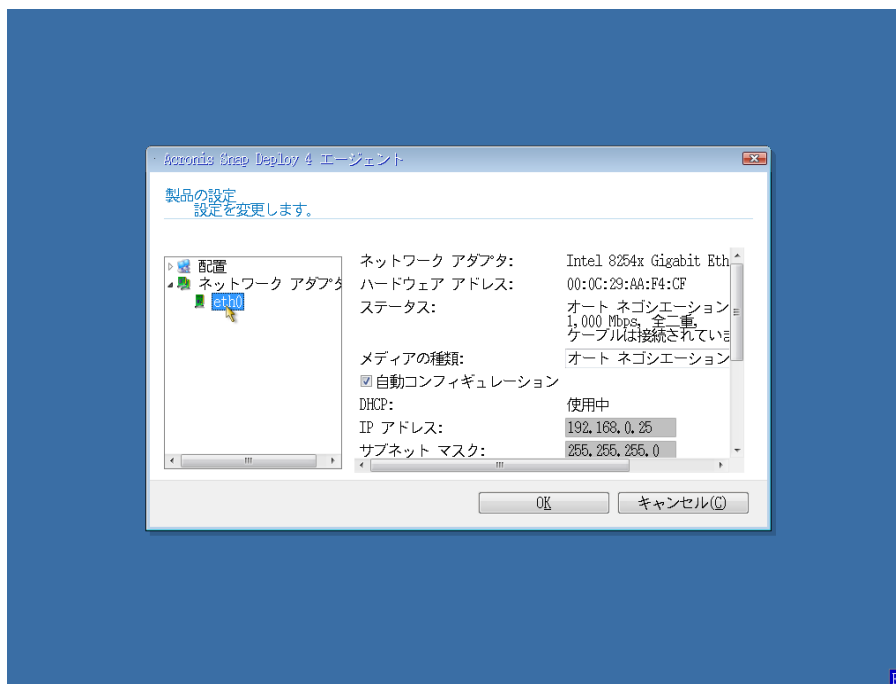 Acronis Snap Deploy 4 エージェント
製品の設定
設定を変更します。
配置
ネットワーク アダプタ
eth0
ネットワーク アダプタ: Intel 8254x Gigabit Eth
ハードウェア アドレス: 00:0C:29:AA:F4:CF
ステータス: オート ネゴシエーション
1,000 Mbps, 全二重,
ケーブルは接続されていま
メディアの種類: オート ネゴシエーション
自動コンフィギュレーション
DHCP: 使用中
IP アドレス: 192.168.0.25
サブネット マスク: 255.255.255.0
OK
キャンセル(C)